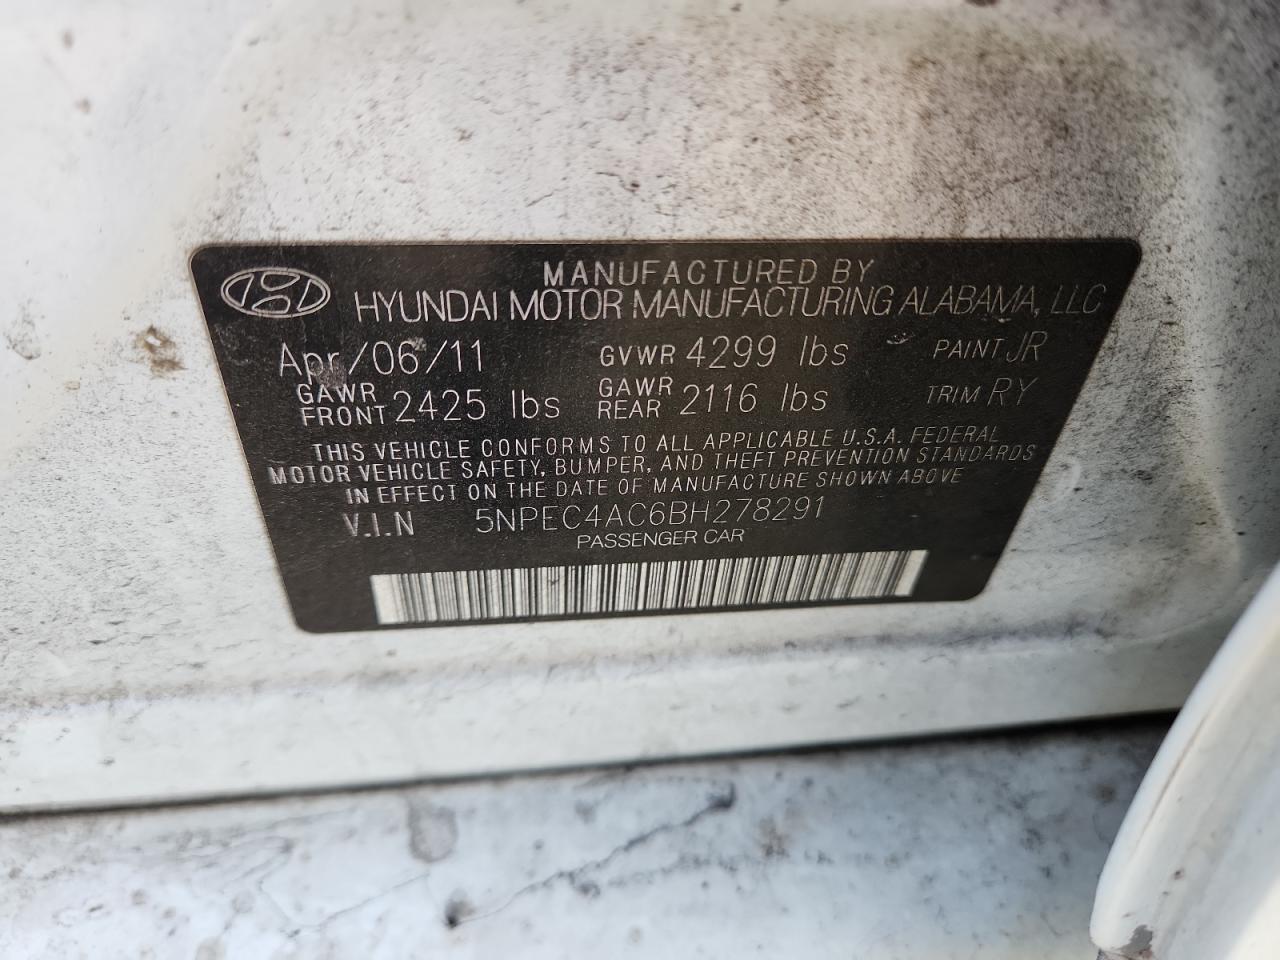 MANUFACTURED BY
HYUNDAI MOTOR MANUFACTURING ALABAMA, LLC
Apr/06/11 GVWR 4299 lbs PAINT JR
GAWR FRONT 2425 lbs GAWR REAR 2116 lbs TRIM RY
THIS VEHICLE CONFORMS TO ALL APPLICABLE U.S.A. FEDERAL
MOTOR VEHICLE SAFETY, BUMPER, AND THEFT PREVENTION STANDARDS
IN EFFECT ON THE DATE OF MANUFACTURE SHOWN ABOVE
V.I.N 5NPEC4AC6BH278291
PASSENGER CAR